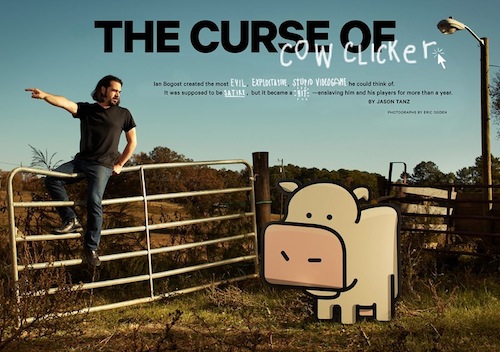 THE CURSE OF
COW CLICKER
Ian Bogost created the most EVIL, EXPLOITATIVE, STUPID VIDEOGAME he could think of.
It was supposed to be SATIRE, but it became a HIT —enslaving him and his players for more than a year.
BY JASON TANZ
PHOTOGRAPHS BY ERIC OGDEN